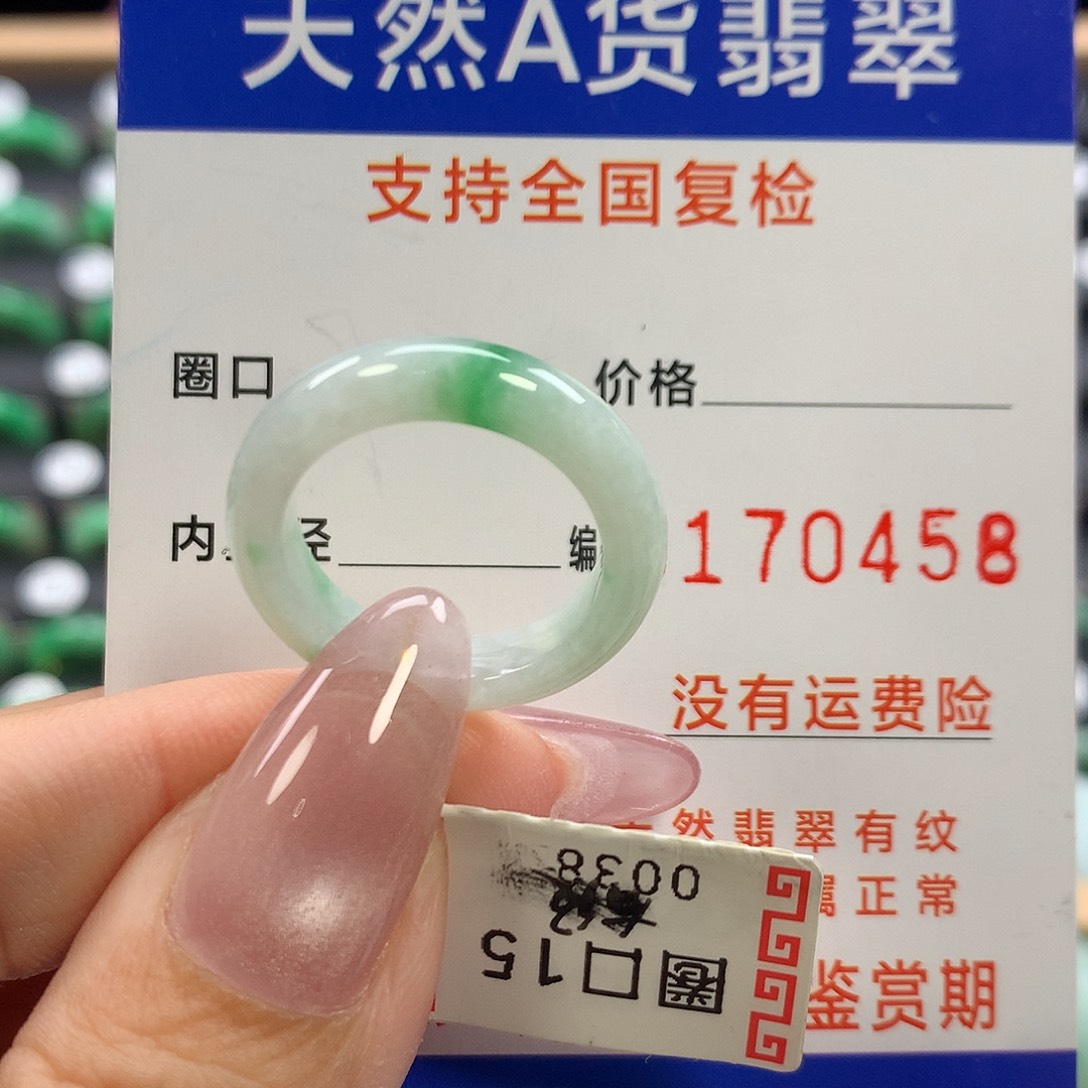 天然A货翡翠
支持全国复检
圈口
价格
内 径
编
170458
没有运费险
然翡翠有纹
属正常
鉴赏期
0038
圈口15